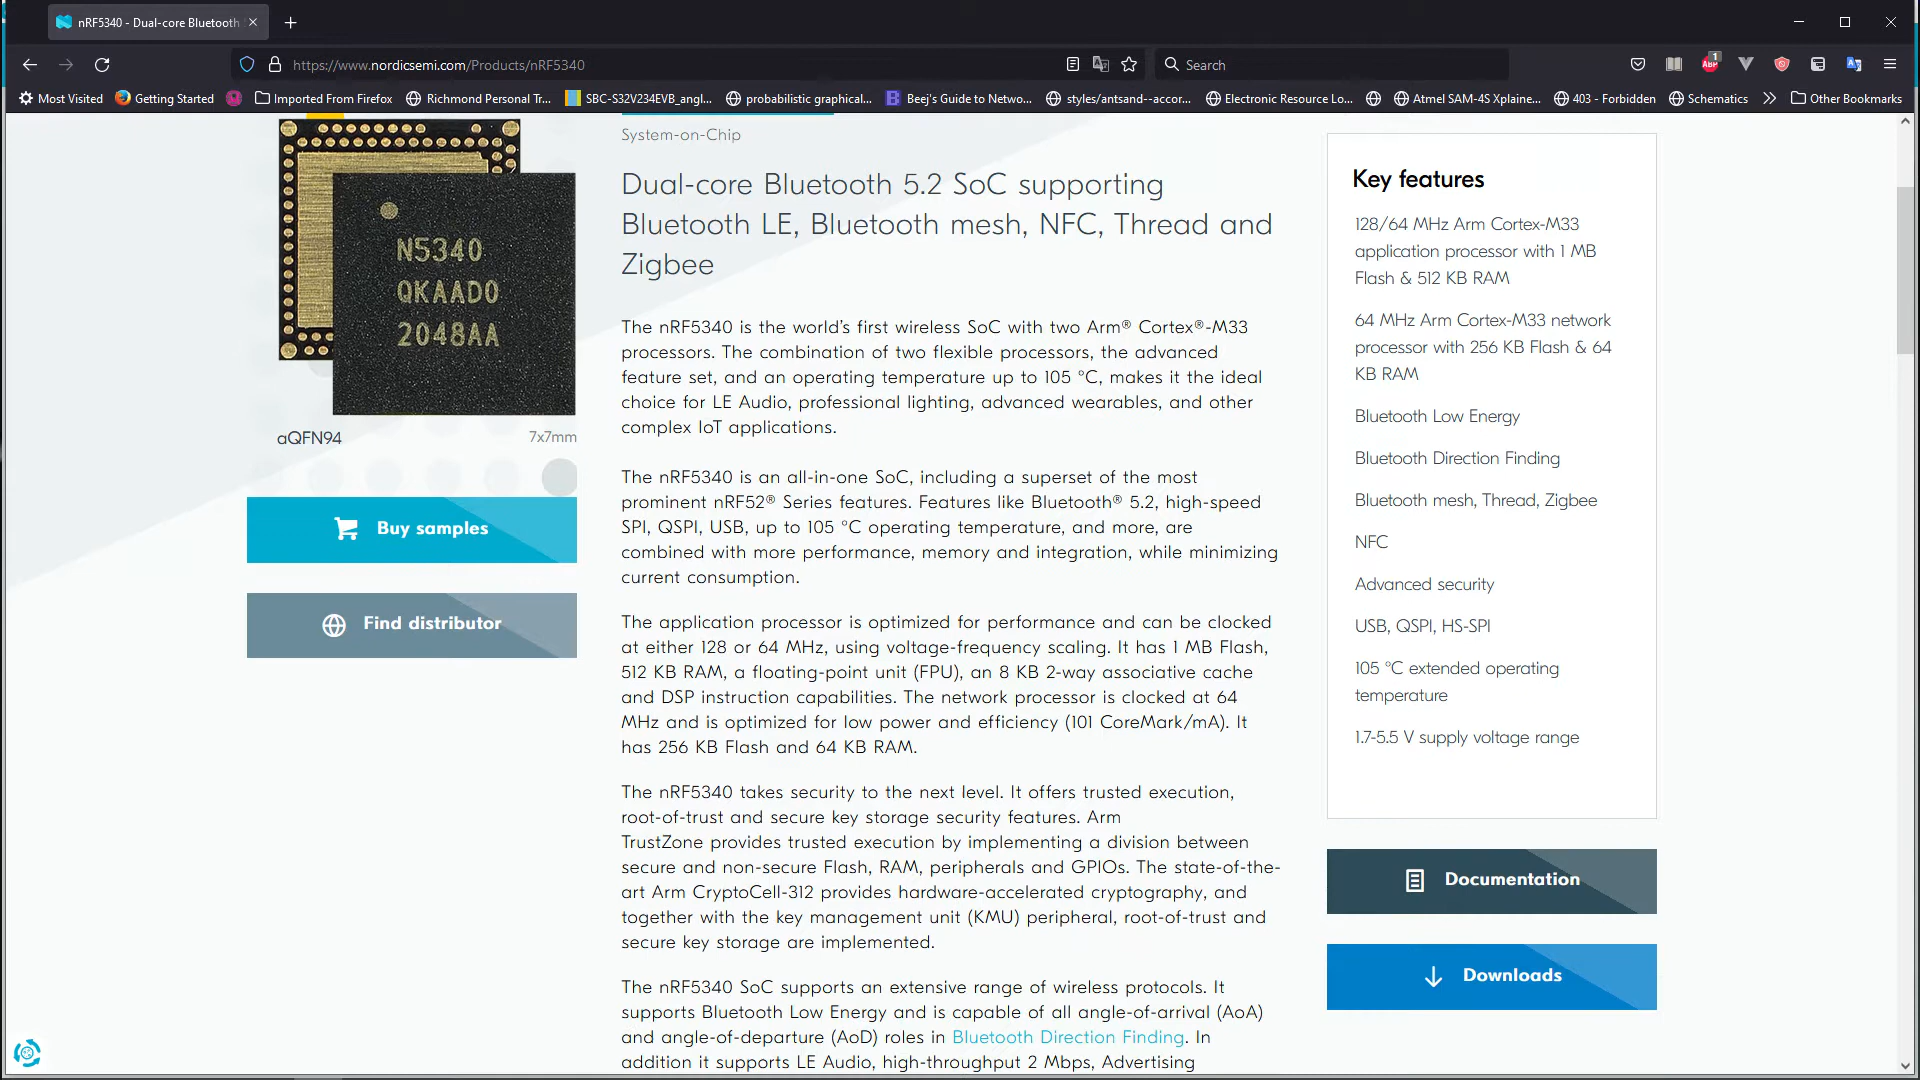 nRF5340 - Dual-core Bluetooth
https://www.nordicsemi.com/Products/nRF5340
Search
ABP
1
Most Visited
Getting Started
Imported From Firefox
Richmond Personal Tr...
SBC-S32V234EVB_angl...
probabilistic graphical...
Beej's Guide to Netwo...
styles/antsand--accor...
Electronic Resource Lo...
Atmel SAM-4S Xplaine...
403 - Forbidden
Schematics
Other Bookmarks
N5340
QKAAD0
2048AA
aQFN94
7x7mm
Buy samples
Find distributor
System-on-Chip
Dual-core Bluetooth 5.2 SoC supporting
Bluetooth LE, Bluetooth mesh, NFC, Thread and
Zigbee
The nRF5340 is the world's first wireless SoC with two Arm® Cortex®-M33
processors. The combination of two flexible processors, the advanced
feature set, and an operating temperature up to 105 °C, makes it the ideal
choice for LE Audio, professional lighting, advanced wearables, and other
complex IoT applications.
The nRF5340 is an all-in-one SoC, including a superset of the most
prominent nRF52® Series features. Features like Bluetooth® 5.2, high-speed
SPI, QSPI, USB, up to 105 °C operating temperature, and more, are
combined with more performance, memory and integration, while minimizing
current consumption.
The application processor is optimized for performance and can be clocked
at either 128 or 64 MHz, using voltage-frequency scaling. It has 1 MB Flash,
512 KB RAM, a floating-point unit (FPU), an 8 KB 2-way associative cache
and DSP instruction capabilities. The network processor is clocked at 64
MHz and is optimized for low power and efficiency (101 CoreMark/mA). It
has 256 KB Flash and 64 KB RAM.
The nRF5340 takes security to the next level. It offers trusted execution,
root-of-trust and secure key storage security features. Arm
TrustZone provides trusted execution by implementing a division between
secure and non-secure Flash, RAM, peripherals and GPIOs. The state-of-the-
art Arm CryptoCell-312 provides hardware-accelerated cryptography, and
together with the key management unit (KMU) peripheral, root-of-trust and
secure key storage are implemented.
The nRF5340 SoC supports an extensive range of wireless protocols. It
supports Bluetooth Low Energy and is capable of all angle-of-arrival (AoA)
and angle-of-departure (AoD) roles in Bluetooth Direction Finding. In
addition it supports LE Audio, high-throughput 2 Mbps, Advertising
Key features
128/64 MHz Arm Cortex-M33
application processor with 1 MB
Flash & 512 KB RAM
64 MHz Arm Cortex-M33 network
processor with 256 KB Flash & 64
KB RAM
Bluetooth Low Energy
Bluetooth Direction Finding
Bluetooth mesh, Thread, Zigbee
NFC
Advanced security
USB, QSPI, HS-SPI
105 °C extended operating
temperature
1.7-5.5 V supply voltage range
Documentation
Downloads